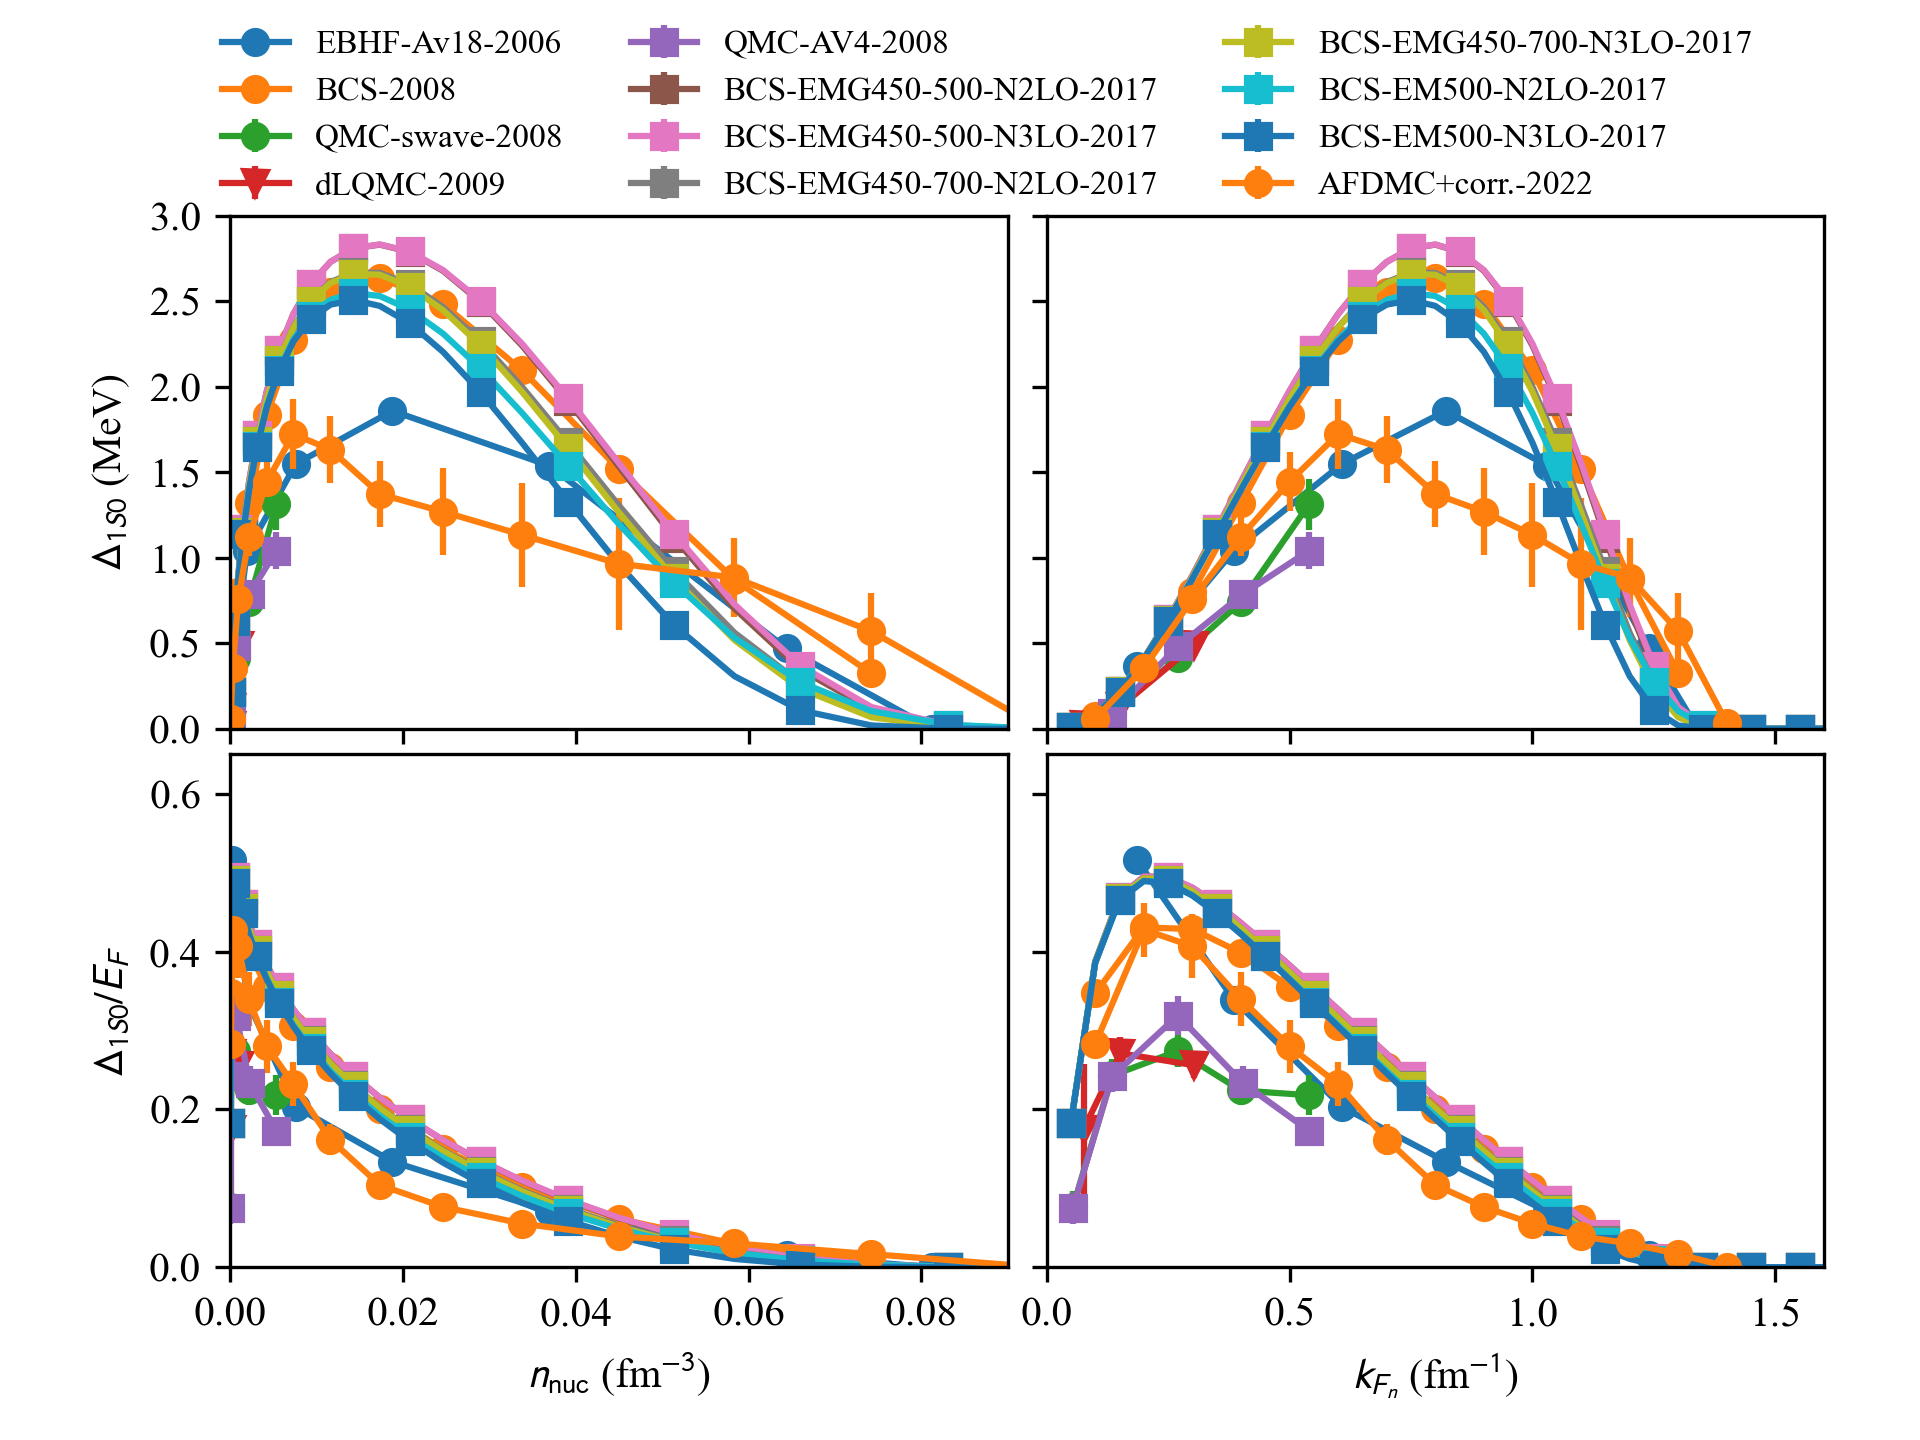 EBHF-Av18-2006
BCS-2008
QMC-swave-2008
dLQMC-2009
QMC-AV4-2008
BCS-EMG450-500-N2LO-2017
BCS-EMG450-500-N3LO-2017
BCS-EMG450-700-N2LO-2017
BCS-EMG450-700-N3LO-2017
BCS-EM500-N2LO-2017
BCS-EM500-N3LO-2017
AFDMC+corr.-2022
3.0
2.5
2.0
1.5
1.0
0.5
0.0
Δ₁S0 (MeV)
0.6
0.4
0.2
0.0
Δ₁S0/E_F
0.00 0.02 0.04 0.06 0.08
n_nuc (fm⁻³)
0.0 0.5 1.0 1.5
k_{F_n} (fm⁻¹)